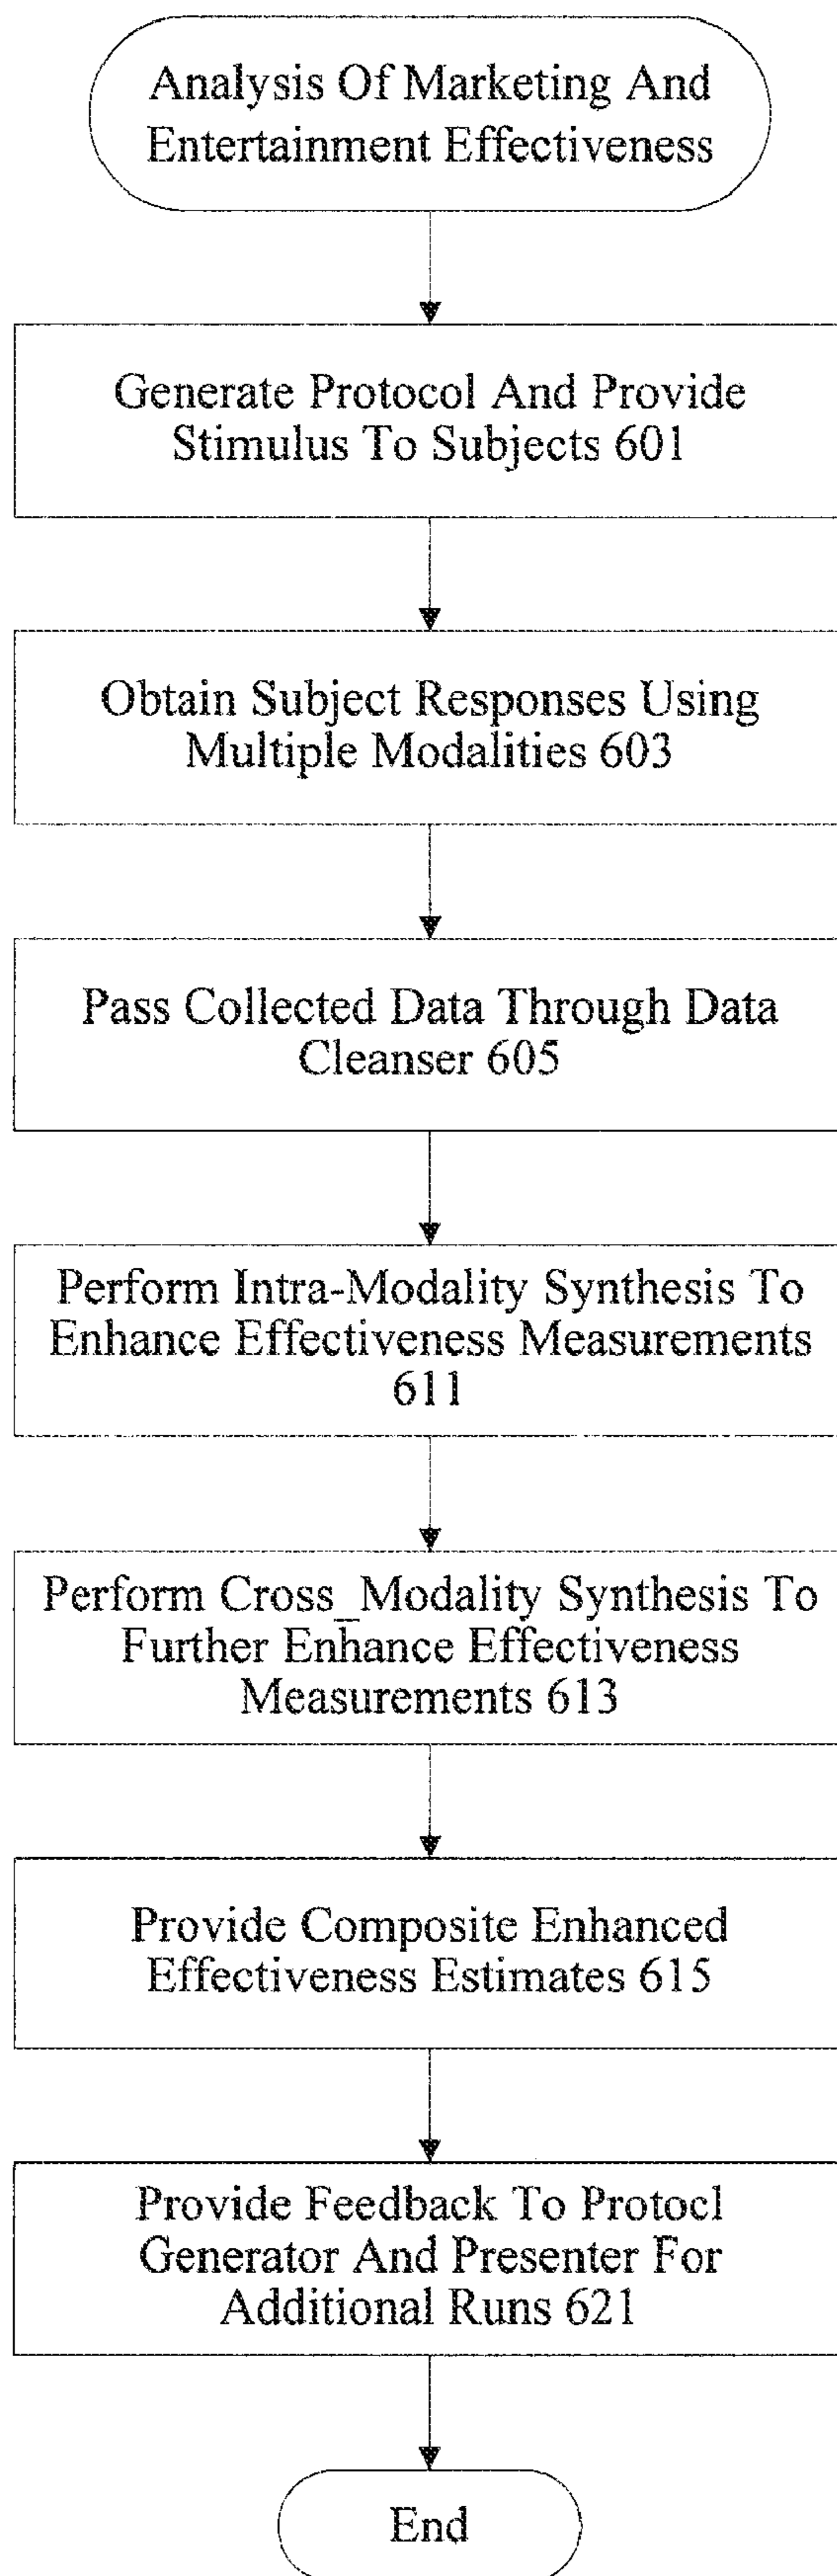 Analysis Of Marketing And
Entertainment Effectiveness
Generate Protocol And Provide
Stimulus To Subjects 601
Obtain Subject Responses Using
Multiple Modalities 603
Pass Collected Data Through Data
Cleanser 605
Perform Intra-Modality Synthesis To
Enhance Effectiveness Measurements
611
Perform Cross_Modality Synthesis To
Further Enhance Effectiveness
Measurements 613
Provide Composite Enhanced
Effectiveness Estimates 615
Provide Feedback To Protocl
Generator And Presenter For
Additional Runs 621
End